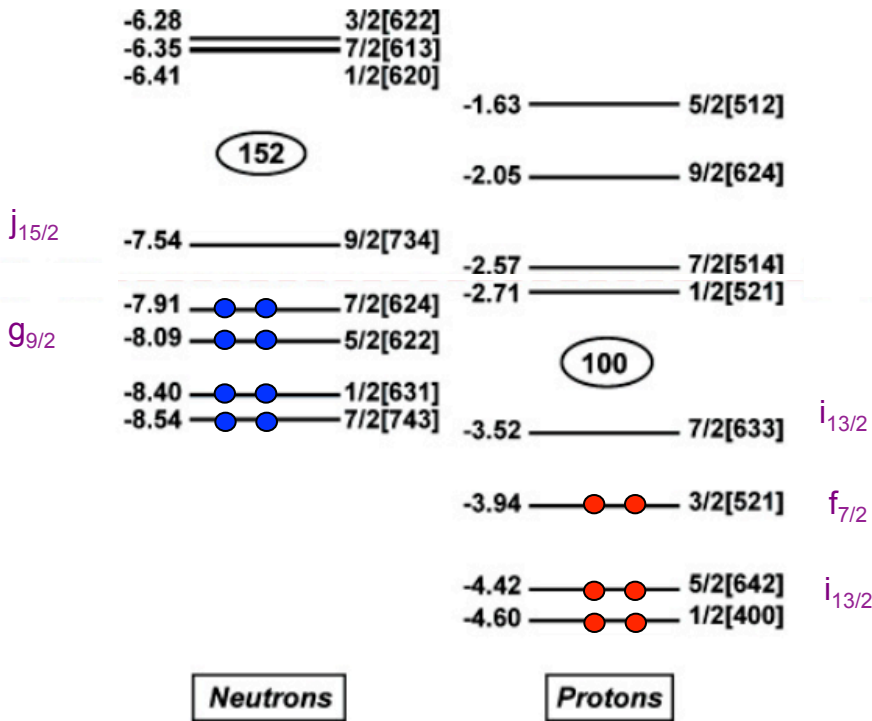 -6.28 3/2[622]
-6.35 7/2[613]
-6.41 1/2[620]
152
j15/2
-7.54 9/2[734]
-7.91 7/2[624]
g9/2
-8.09 5/2[622]
-8.40 1/2[631]
-8.54 7/2[743]
Neutrons
-1.63 5/2[512]
-2.05 9/2[624]
-2.57 7/2[514]
-2.71 1/2[521]
100
-3.52 7/2[633] i13/2
-3.94 3/2[521] f7/2
-4.42 5/2[642] i13/2
-4.60 1/2[400]
Protons